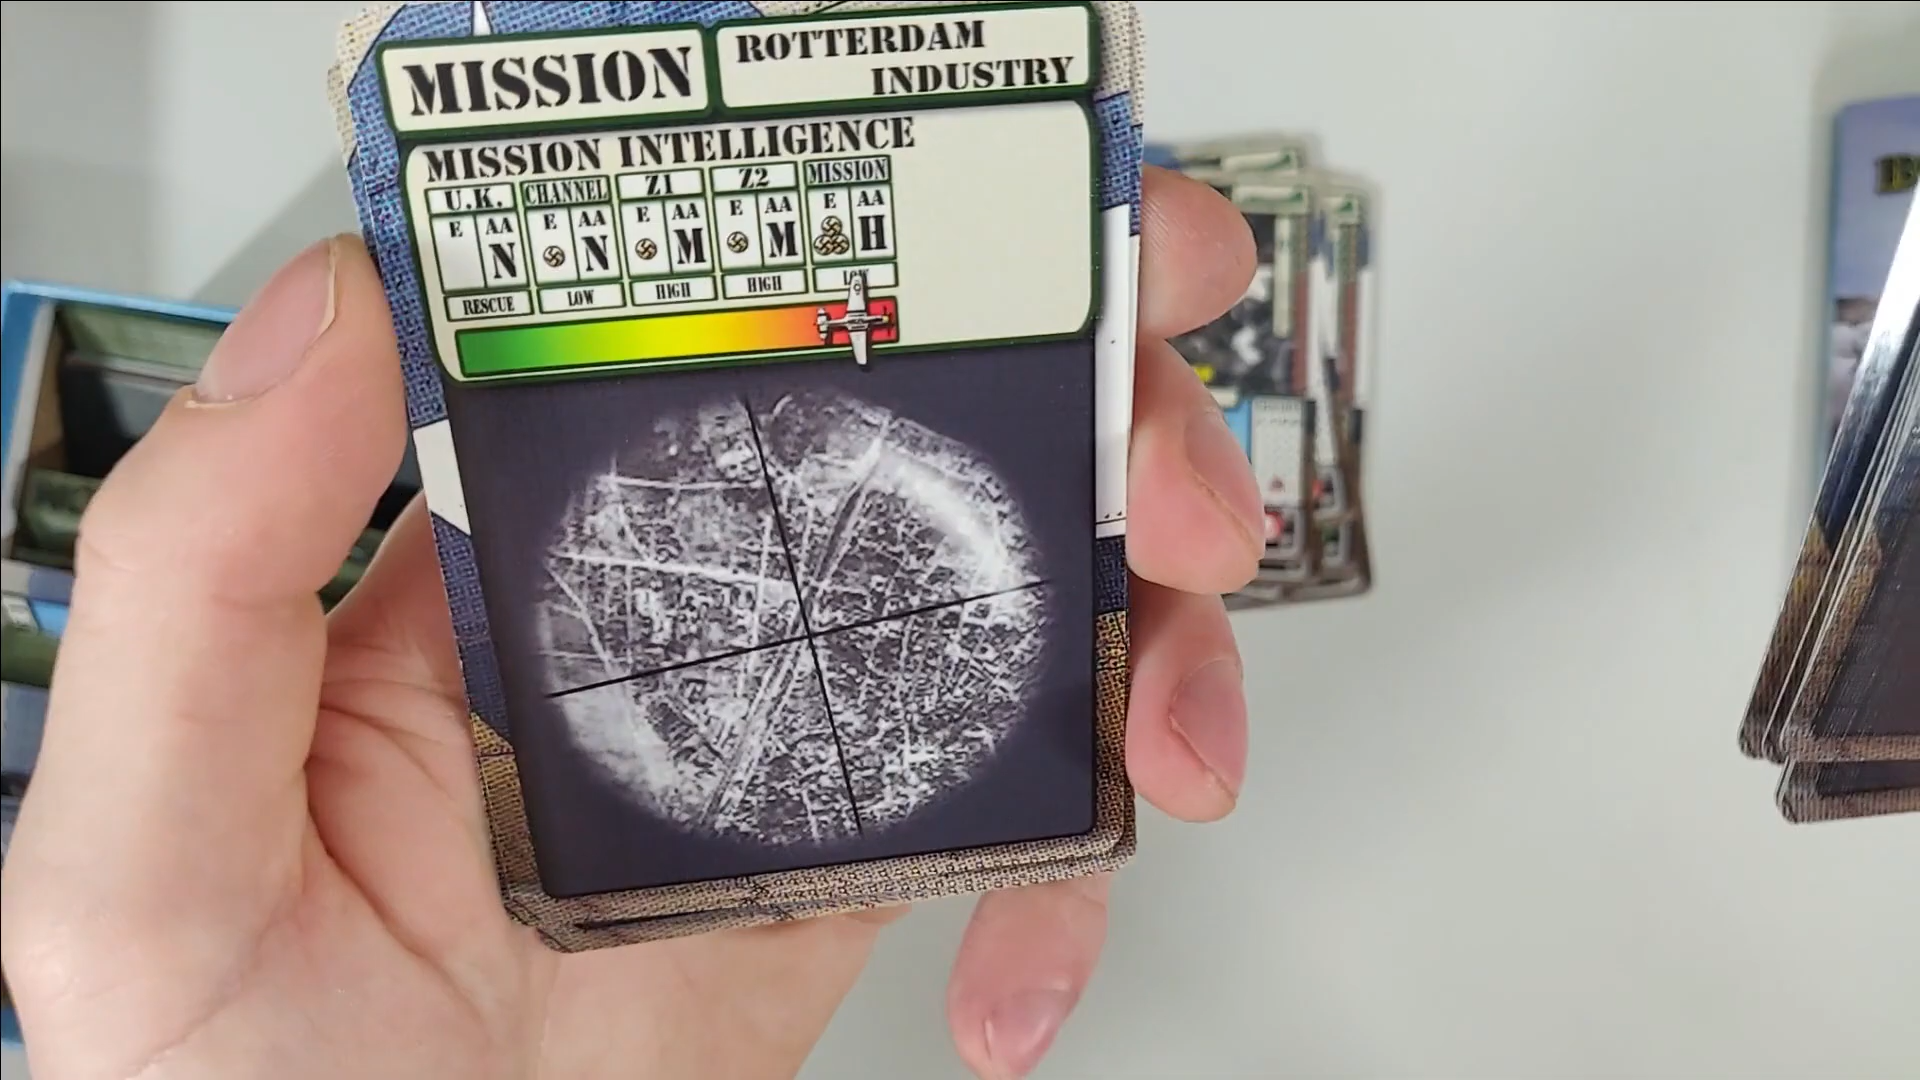 MISSION
ROTTERDAM
INDUSTRY
MISSION INTELLIGENCE
U.K. CHANNEL Z1 Z2 MISSION
E AA E AA E AA E AA E AA
N N M M H
RESCUE LOW HIGH HIGH LOW